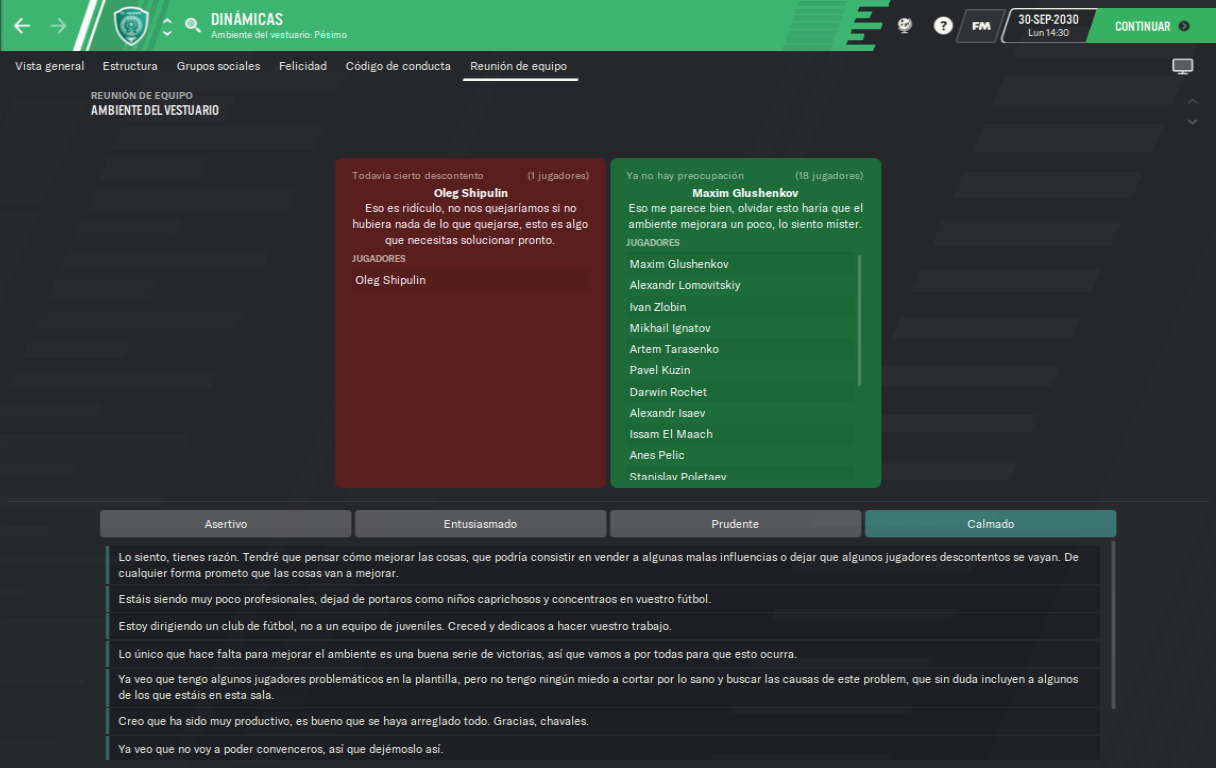 DINÁMICAS
Ambiente del vestuario: Pésimo
FM
30-SEP-2030
Lun 14:30
CONTINUAR
Vista general
Estructura
Grupos sociales
Felicidad
Código de conducta
Reunión de equipo
REUNIÓN DE EQUIPO
AMBIENTE DEL VESTUARIO
Todavía cierto descontento (1 jugadores)
Oleg Shipulin
Eso es ridículo, no nos quejaríamos si no
hubiera nada de lo que quejarse, esto es algo
que necesitas solucionar pronto.
JUGADORES
Oleg Shipulin
Ya no hay preocupación (18 jugadores)
Maxim Glushenkov
Eso me parece bien, olvidar esto haría que el
ambiente mejorara un poco, lo siento míster.
JUGADORES
Maxim Glushenkov
Alexandr Lomovitskiy
Ivan Zlobin
Mikhail Ignatov
Artem Tarasenko
Pavel Kuzin
Darwin Rochet
Alexandr Isaev
Issam El Maach
Anes Pelic
Stanislav Poletaev
Asertivo
Entusiasmado
Prudente
Calmado
Lo siento, tienes razón. Tendré que pensar cómo mejorar las cosas, que podría consistir en vender a algunas malas influencias o dejar que algunos jugadores descontentos se vayan. De
cualquier forma prometo que las cosas van a mejorar.
Estáis siendo muy poco profesionales, dejad de portaros como niños caprichosos y concentraos en vuestro fútbol.
Estoy dirigiendo un club de fútbol, no a un equipo de juveniles. Creced y dedicaos a hacer vuestro trabajo.
Lo único que hace falta para mejorar el ambiente es una buena serie de victorias, así que vamos a por todas para que esto ocurra.
Ya veo que tengo algunos jugadores problemáticos en la plantilla, pero no tengo ningún miedo a cortar por lo sano y buscar las causas de este problem, que sin duda incluyen a algunos
de los que estáis en esta sala.
Creo que ha sido muy productivo, es bueno que se haya arreglado todo. Gracias, chavales.
Ya veo que no voy a poder convenceros, así que dejémoslo así.